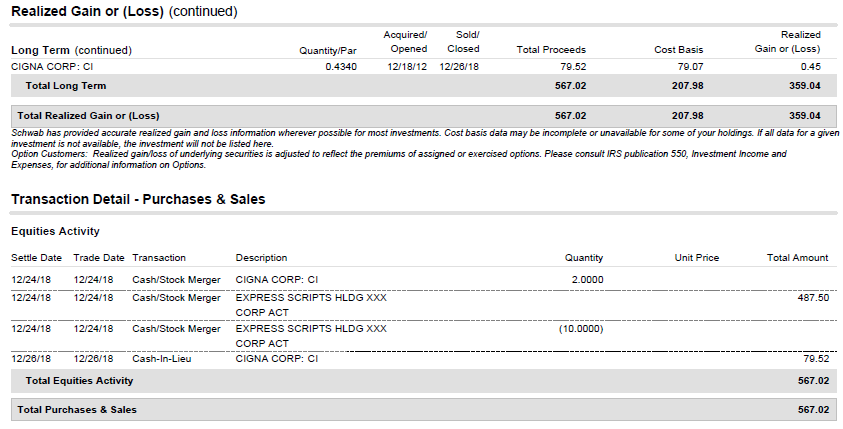 Realized Gain or (Loss) (continued)
Acquired/ Sold/ Realized
Long Term (continued) Quantity/Par Opened Closed Total Proceeds Cost Basis Gain or (Loss)
CIGNA CORP: CI 0.4340 12/18/12 12/26/18 79.52 79.07 0.45
Total Long Term 567.02 207.98 359.04
Total Realized Gain or (Loss) 567.02 207.98 359.04
Schwab has provided accurate realized gain and loss information wherever possible for most investments. Cost basis data may be incomplete or unavailable for some of your holdings. If all data for a given
investment is not available, the investment will not be listed here.
Option Customers: Realized gain/loss of underlying securities is adjusted to reflect the premiums of assigned or exercised options. Please consult IRS publication 550, Investment Income and
Expenses, for additional information on Options.
Transaction Detail - Purchases & Sales
Equities Activity
Settle Date Trade Date Transaction Description Quantity Unit Price Total Amount
12/24/18 12/24/18 Cash/Stock Merger CIGNA CORP: CI 2.0000
12/24/18 12/24/18 Cash/Stock Merger EXPRESS SCRIPTS HLDG XXX 487.50
CORP ACT
12/24/18 12/24/18 Cash/Stock Merger EXPRESS SCRIPTS HLDG XXX (10.0000)
CORP ACT
12/26/18 12/26/18 Cash-In-Lieu CIGNA CORP: CI 79.52
Total Equities Activity 567.02
Total Purchases & Sales 567.02